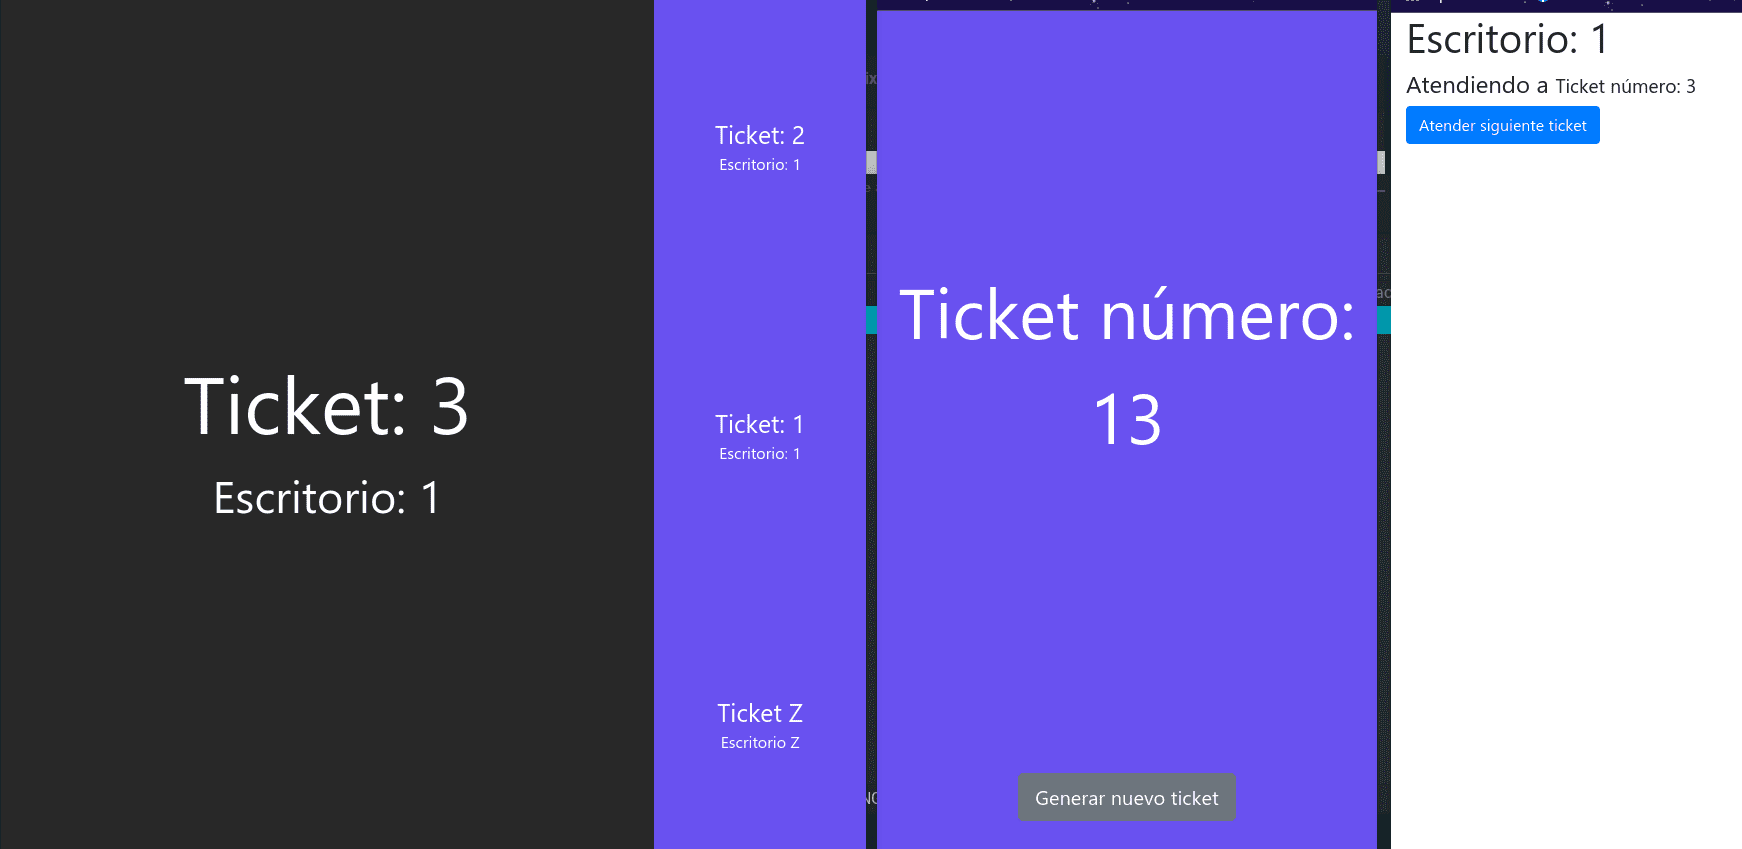 Ticket: 3
Escritorio: 1
Ticket: 2
Escritorio: 1
Ticket: 1
Escritorio: 1
Ticket Z
Escritorio Z
Ticket número:
13
Generar nuevo ticket
Escritorio: 1
Atendiendo a Ticket número: 3
Atender siguiente ticket